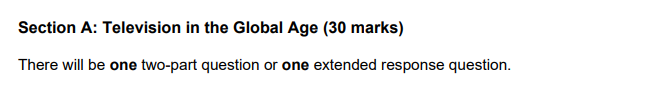 Section A: Television in the Global Age (30 marks)
There will be one two-part question or one extended response question.